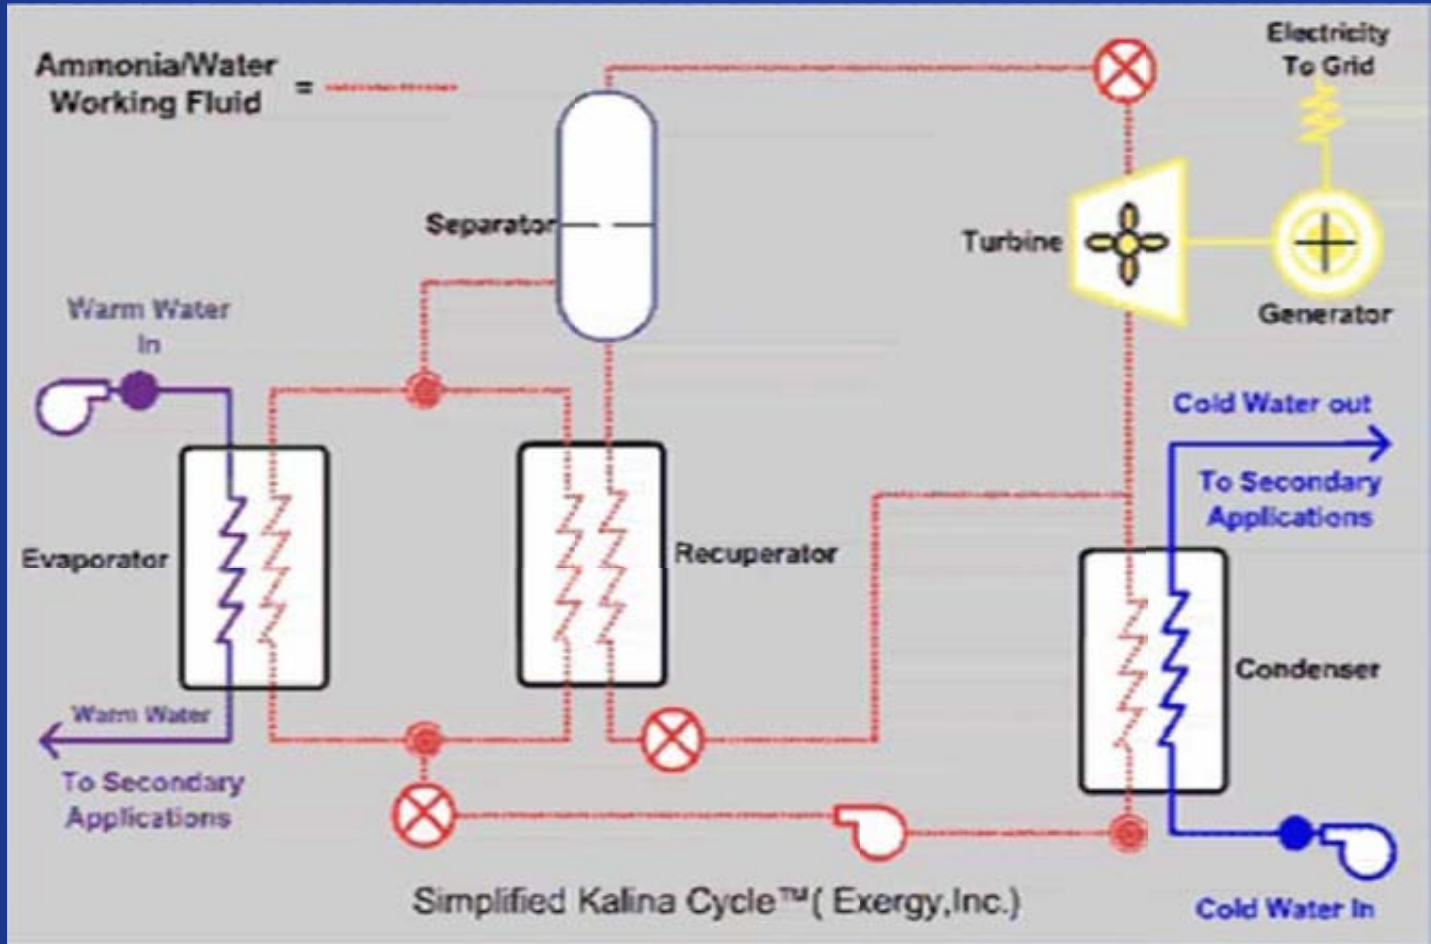 Ammonia/Water
Working Fluid =
Electricity
To Grid
Separator
Turbine
Generator
Warm Water
In
Cold Water out
To Secondary
Applications
Evaporator
Recuperator
Condenser
Warm Water
To Secondary
Applications
Simplified Kalina Cycle™( Exergy,Inc.)
Cold Water In